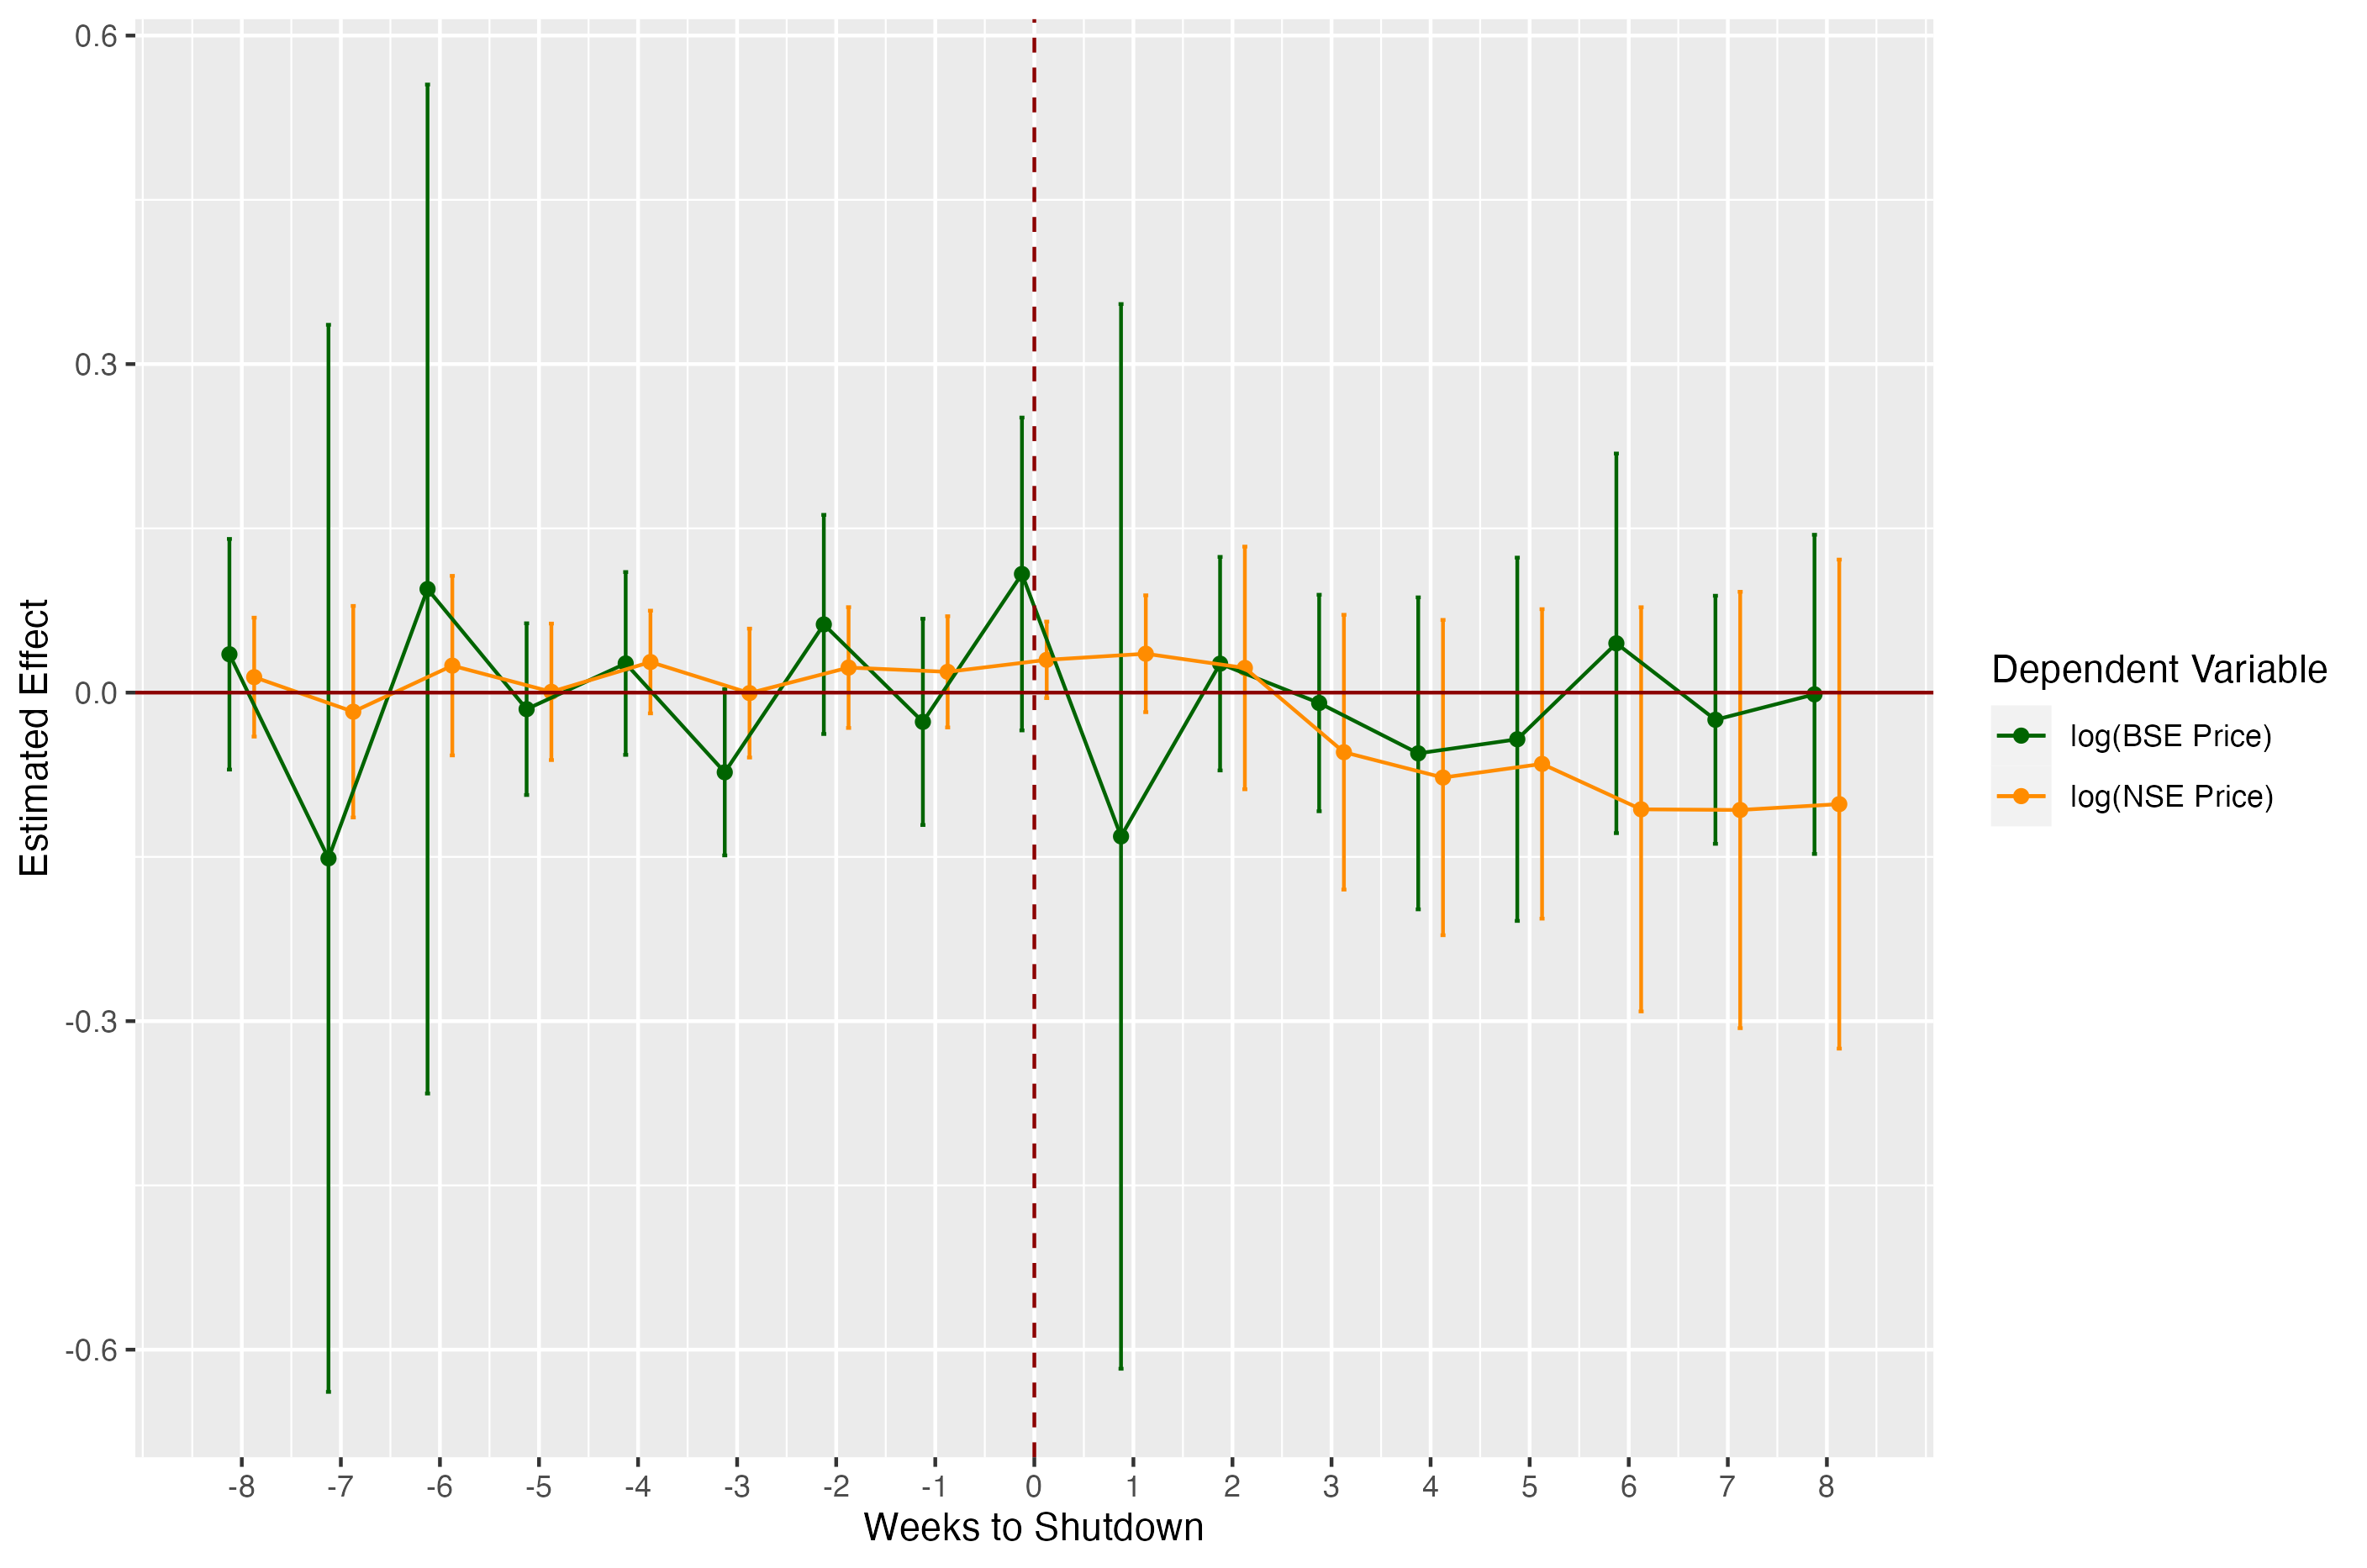 0.6
0.3
0.0
-0.3
-0.6
Estimated Effect
-8 -7 -6 -5 -4 -3 -2 -1 0 1 2 3 4 5 6 7 8
Weeks to Shutdown
Dependent Variable
log(BSE Price)
log(NSE Price)